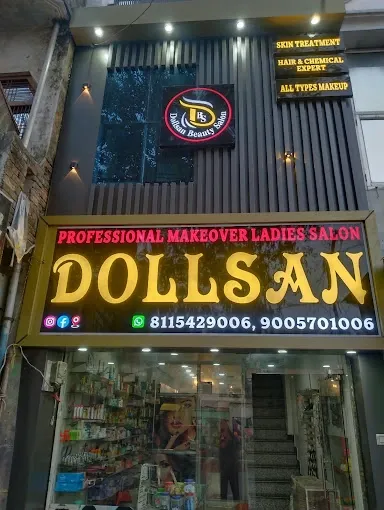 SKIN TREATMENT
HAIR & CHEMICAL
EXPERT
ALL TYPES MAKEUP
DBS
Dollsan Beauty Salon
PROFESSIONAL MAKEOVER LADIES SALON
DOLLSAN
8115429006, 9005701006